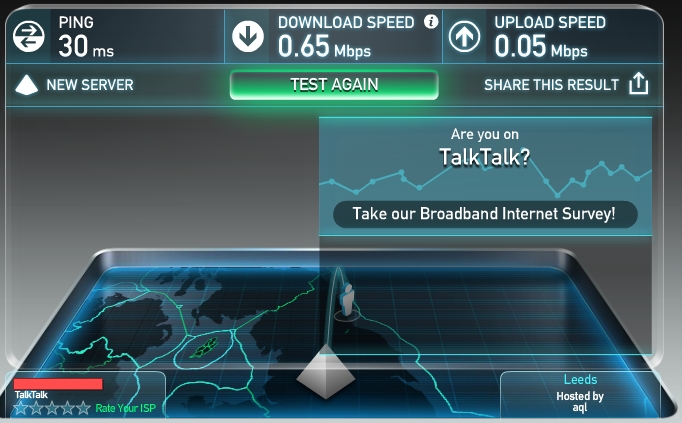 PING
30 ms
DOWNLOAD SPEED i
0.65 Mbps
UPLOAD SPEED
0.05 Mbps
NEW SERVER
TEST AGAIN
SHARE THIS RESULT
Are you on
TalkTalk?
Take our Broadband Internet Survey!
TalkTalk
Rate Your ISP
Leeds
Hosted by
aql